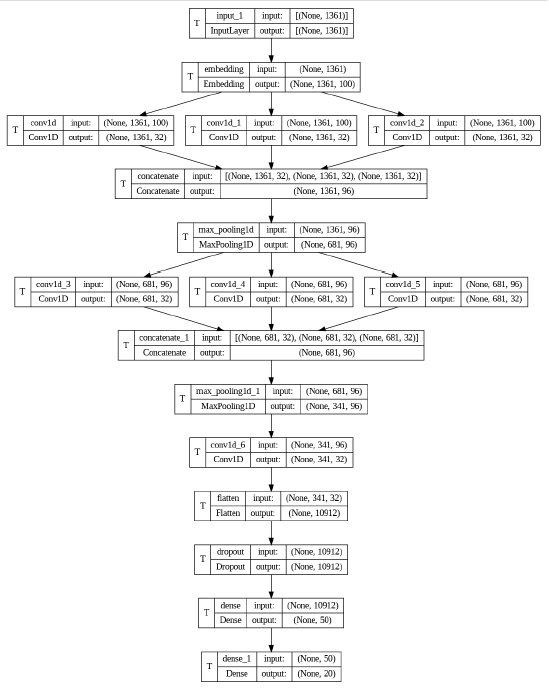 T input_1 input: [(None, 1361)]
InputLayer output: [(None, 1361)]
T embedding input: (None, 1361)
Embedding output: (None, 1361, 100)
T conv1d input: (None, 1361, 100)
Conv1D output: (None, 1361, 32)
T conv1d_1 input: (None, 1361, 100)
Conv1D output: (None, 1361, 32)
T conv1d_2 input: (None, 1361, 100)
Conv1D output: (None, 1361, 32)
T concatenate input: [(None, 1361, 32), (None, 1361, 32), (None, 1361, 32)]
Concatenate output: (None, 1361, 96)
T max_pooling1d input: (None, 1361, 96)
MaxPooling1D output: (None, 681, 96)
T conv1d_3 input: (None, 681, 96)
Conv1D output: (None, 681, 32)
T conv1d_4 input: (None, 681, 96)
Conv1D output: (None, 681, 32)
T conv1d_5 input: (None, 681, 96)
Conv1D output: (None, 681, 32)
T concatenate_1 input: [(None, 681, 32), (None, 681, 32), (None, 681, 32)]
Concatenate output: (None, 681, 96)
T max_pooling1d_1 input: (None, 681, 96)
MaxPooling1D output: (None, 341, 96)
T conv1d_6 input: (None, 341, 96)
Conv1D output: (None, 341, 32)
T flatten input: (None, 341, 32)
Flatten output: (None, 10912)
T dropout input: (None, 10912)
Dropout output: (None, 10912)
T dense input: (None, 10912)
Dense output: (None, 50)
T dense_1 input: (None, 50)
Dense output: (None, 20)